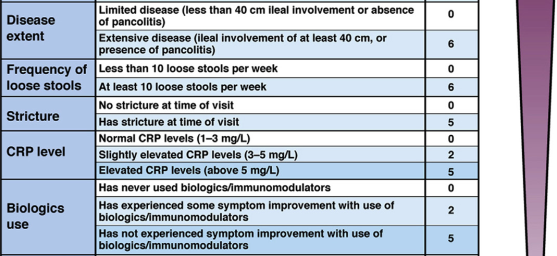 Disease
extent
Limited disease (less than 40 cm ileal involvement or absence
of pancolitis)
0
Extensive disease (ileal involvement of at least 40 cm, or
presence of pancolitis)
6
Frequency of
loose stools
Less than 10 loose stools per week
0
At least 10 loose stools per week
6
Stricture
No stricture at time of visit
0
Has stricture at time of visit
5
CRP level
Normal CRP levels (1–3 mg/L)
0
Slightly elevated CRP levels (3–5 mg/L)
2
Elevated CRP levels (above 5 mg/L)
5
Biologics
use
Has never used biologics/immunomodulators
0
Has experienced some symptom improvement with use of
biologics/immunomodulators
2
Has not experienced symptom improvement with use of
biologics/immunomodulators
5